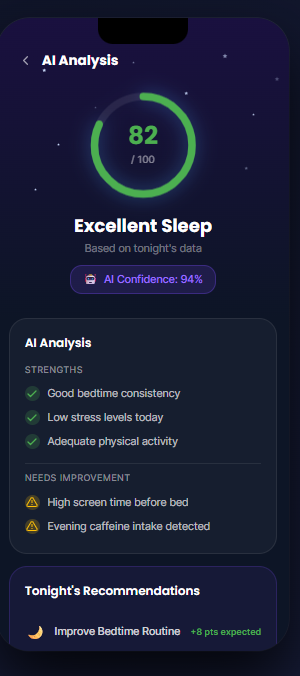 AI Analysis
82
/ 100
Excellent Sleep
Based on tonight's data
AI Confidence: 94%
AI Analysis
STRENGTHS
Good bedtime consistency
Low stress levels today
Adequate physical activity
NEEDS IMPROVEMENT
High screen time before bed
Evening caffeine intake detected
Tonight's Recommendations
Improve Bedtime Routine +8 pts expected